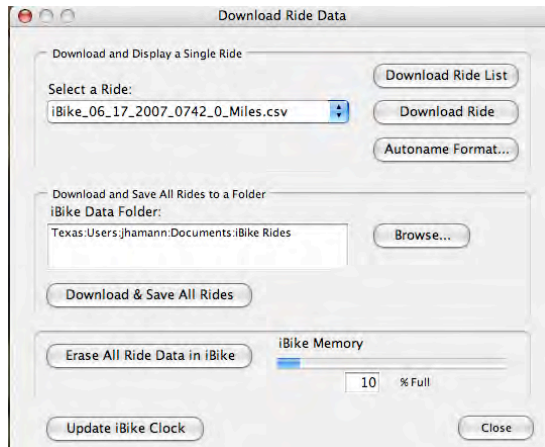 Download Ride Data
Download and Display a Single Ride
Download Ride List
Select a Ride:
iBike_06_17_2007_0742_0_Miles.csv
Download Ride
Autoname Format...
Download and Save All Rides to a Folder
iBike Data Folder:
Texas:Users:jhamann:Documents:iBike Rides
Browse...
Download & Save All Rides
iBike Memory
Erase All Ride Data in iBike
10 % Full
Update iBike Clock
Close